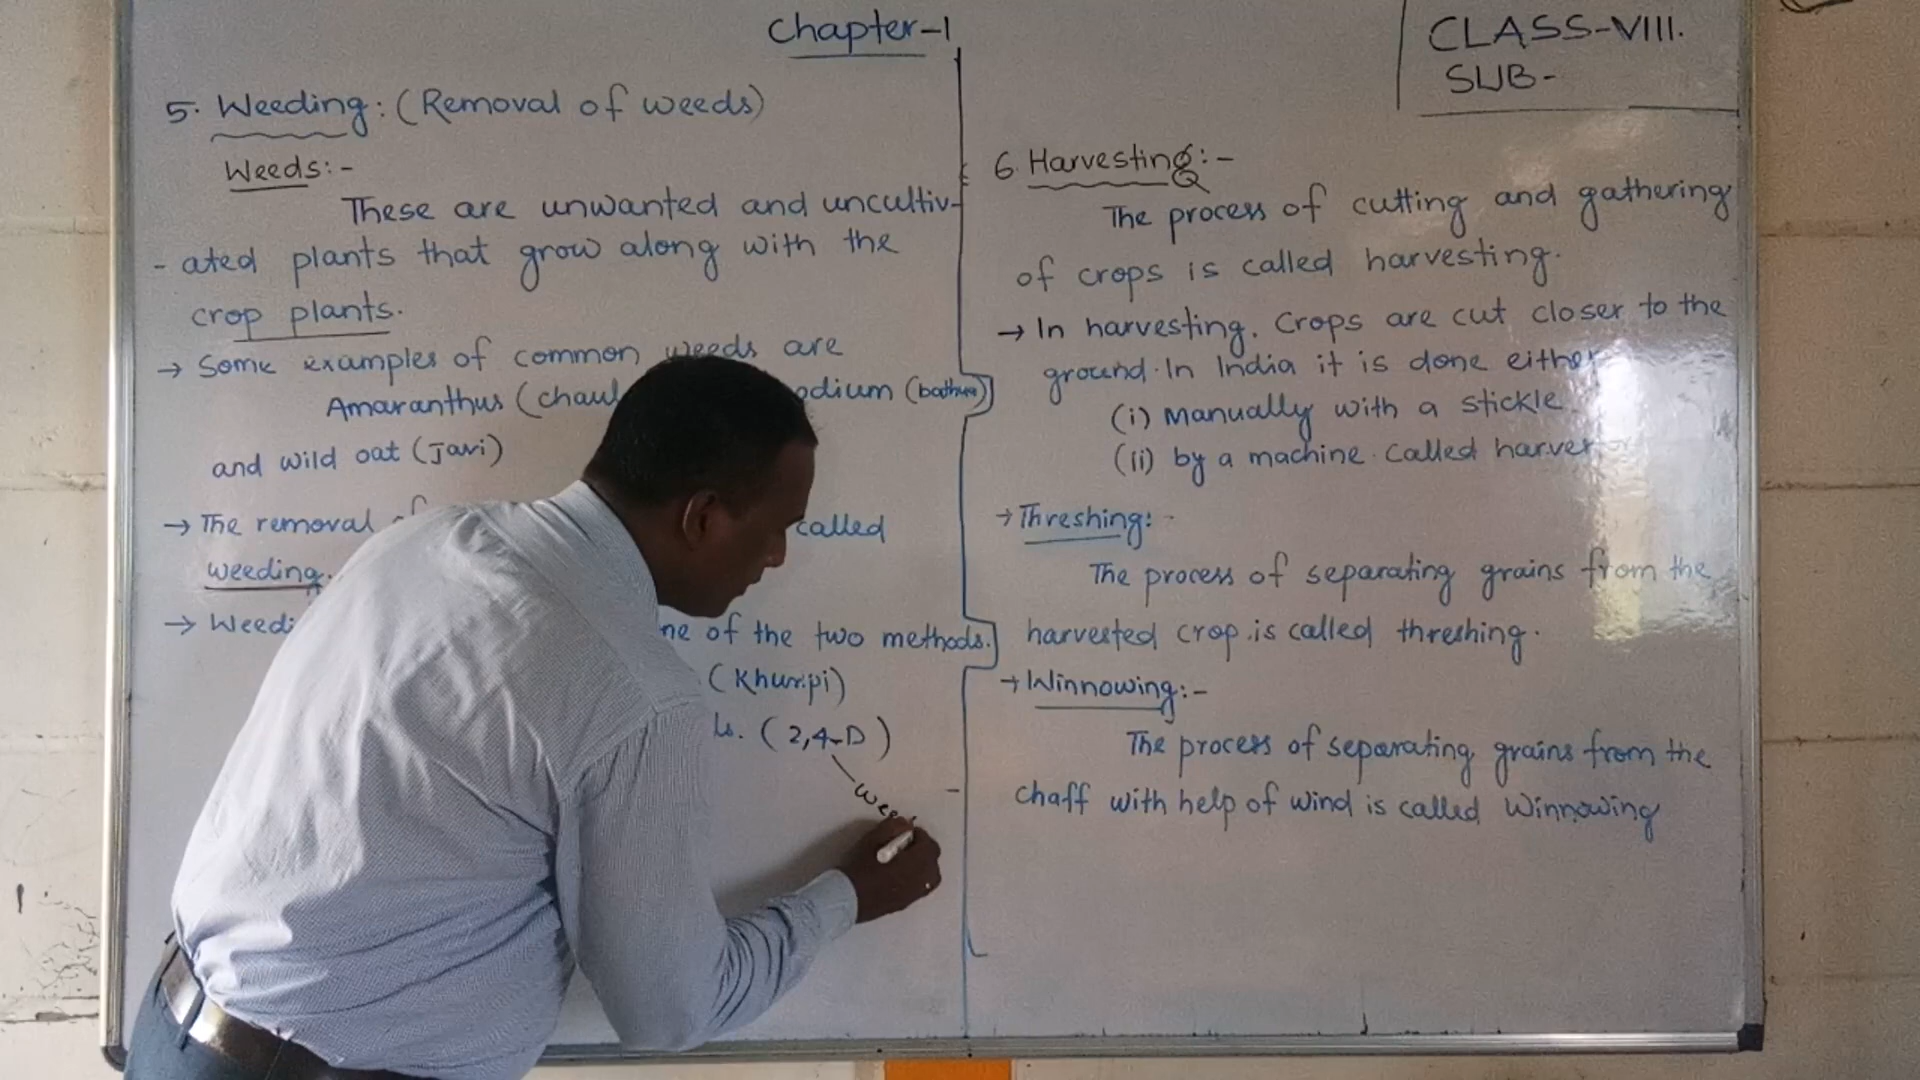 Chapter-1
CLASS-VIII.
SUB-
5. Weeding: (Removal of weeds)
Weeds:-
These are unwanted and uncultiv-
- ated plants that grow along with the
crop plants.
→ Some examples of common weeds are
Amaranthus (chaul odium (bathua)
and wild oat (Javi)
→ The removal of called
weeding.
→ Weedi ne of the two methods.
(Khurpi)
ls. (2,4-D)
wee
6. Harvesting:-
The process of cutting and gathering
of crops is called harvesting.
→ In harvesting. Crops are cut closer to the
ground. In India it is done either
(i) Manually with a stickle
(ii) by a machine. Called harver
→ Threshing:-
The process of separating grains from the
harvested crop.is called threshing.
→ Winnowing:-
The process of separating grains from the
chaff with help of wind is called Winnowing